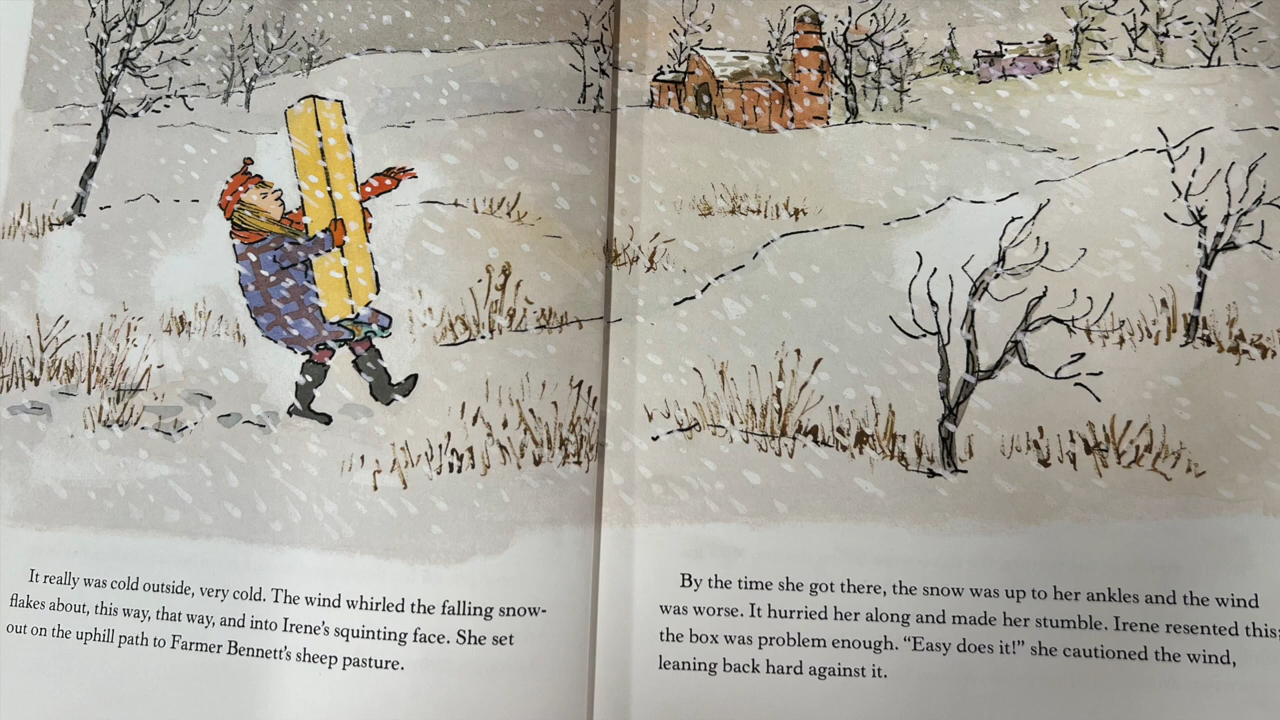 It really was cold outside, very cold. The wind whirled the falling snow-
flakes about, this way, that way, and into Irene's squinting face. She set
out on the uphill path to Farmer Bennett's sheep pasture.
By the time she got there, the snow was up to her ankles and the wind
was worse. It hurried her along and made her stumble. Irene resented this;
the box was problem enough. “Easy does it!” she cautioned the wind,
leaning back hard against it.